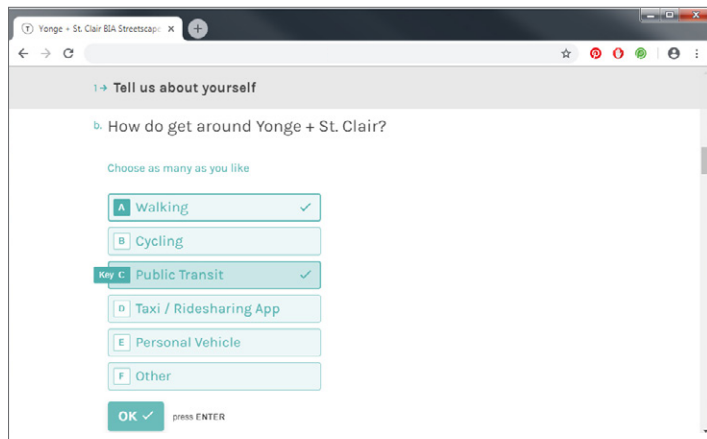 Yonge + St. Clair BIA Streetscap
1→ Tell us about yourself
b. How do get around Yonge + St. Clair?
Choose as many as you like
A Walking
B Cycling
Key C Public Transit
D Taxi / Ridesharing App
E Personal Vehicle
F Other
OK press ENTER